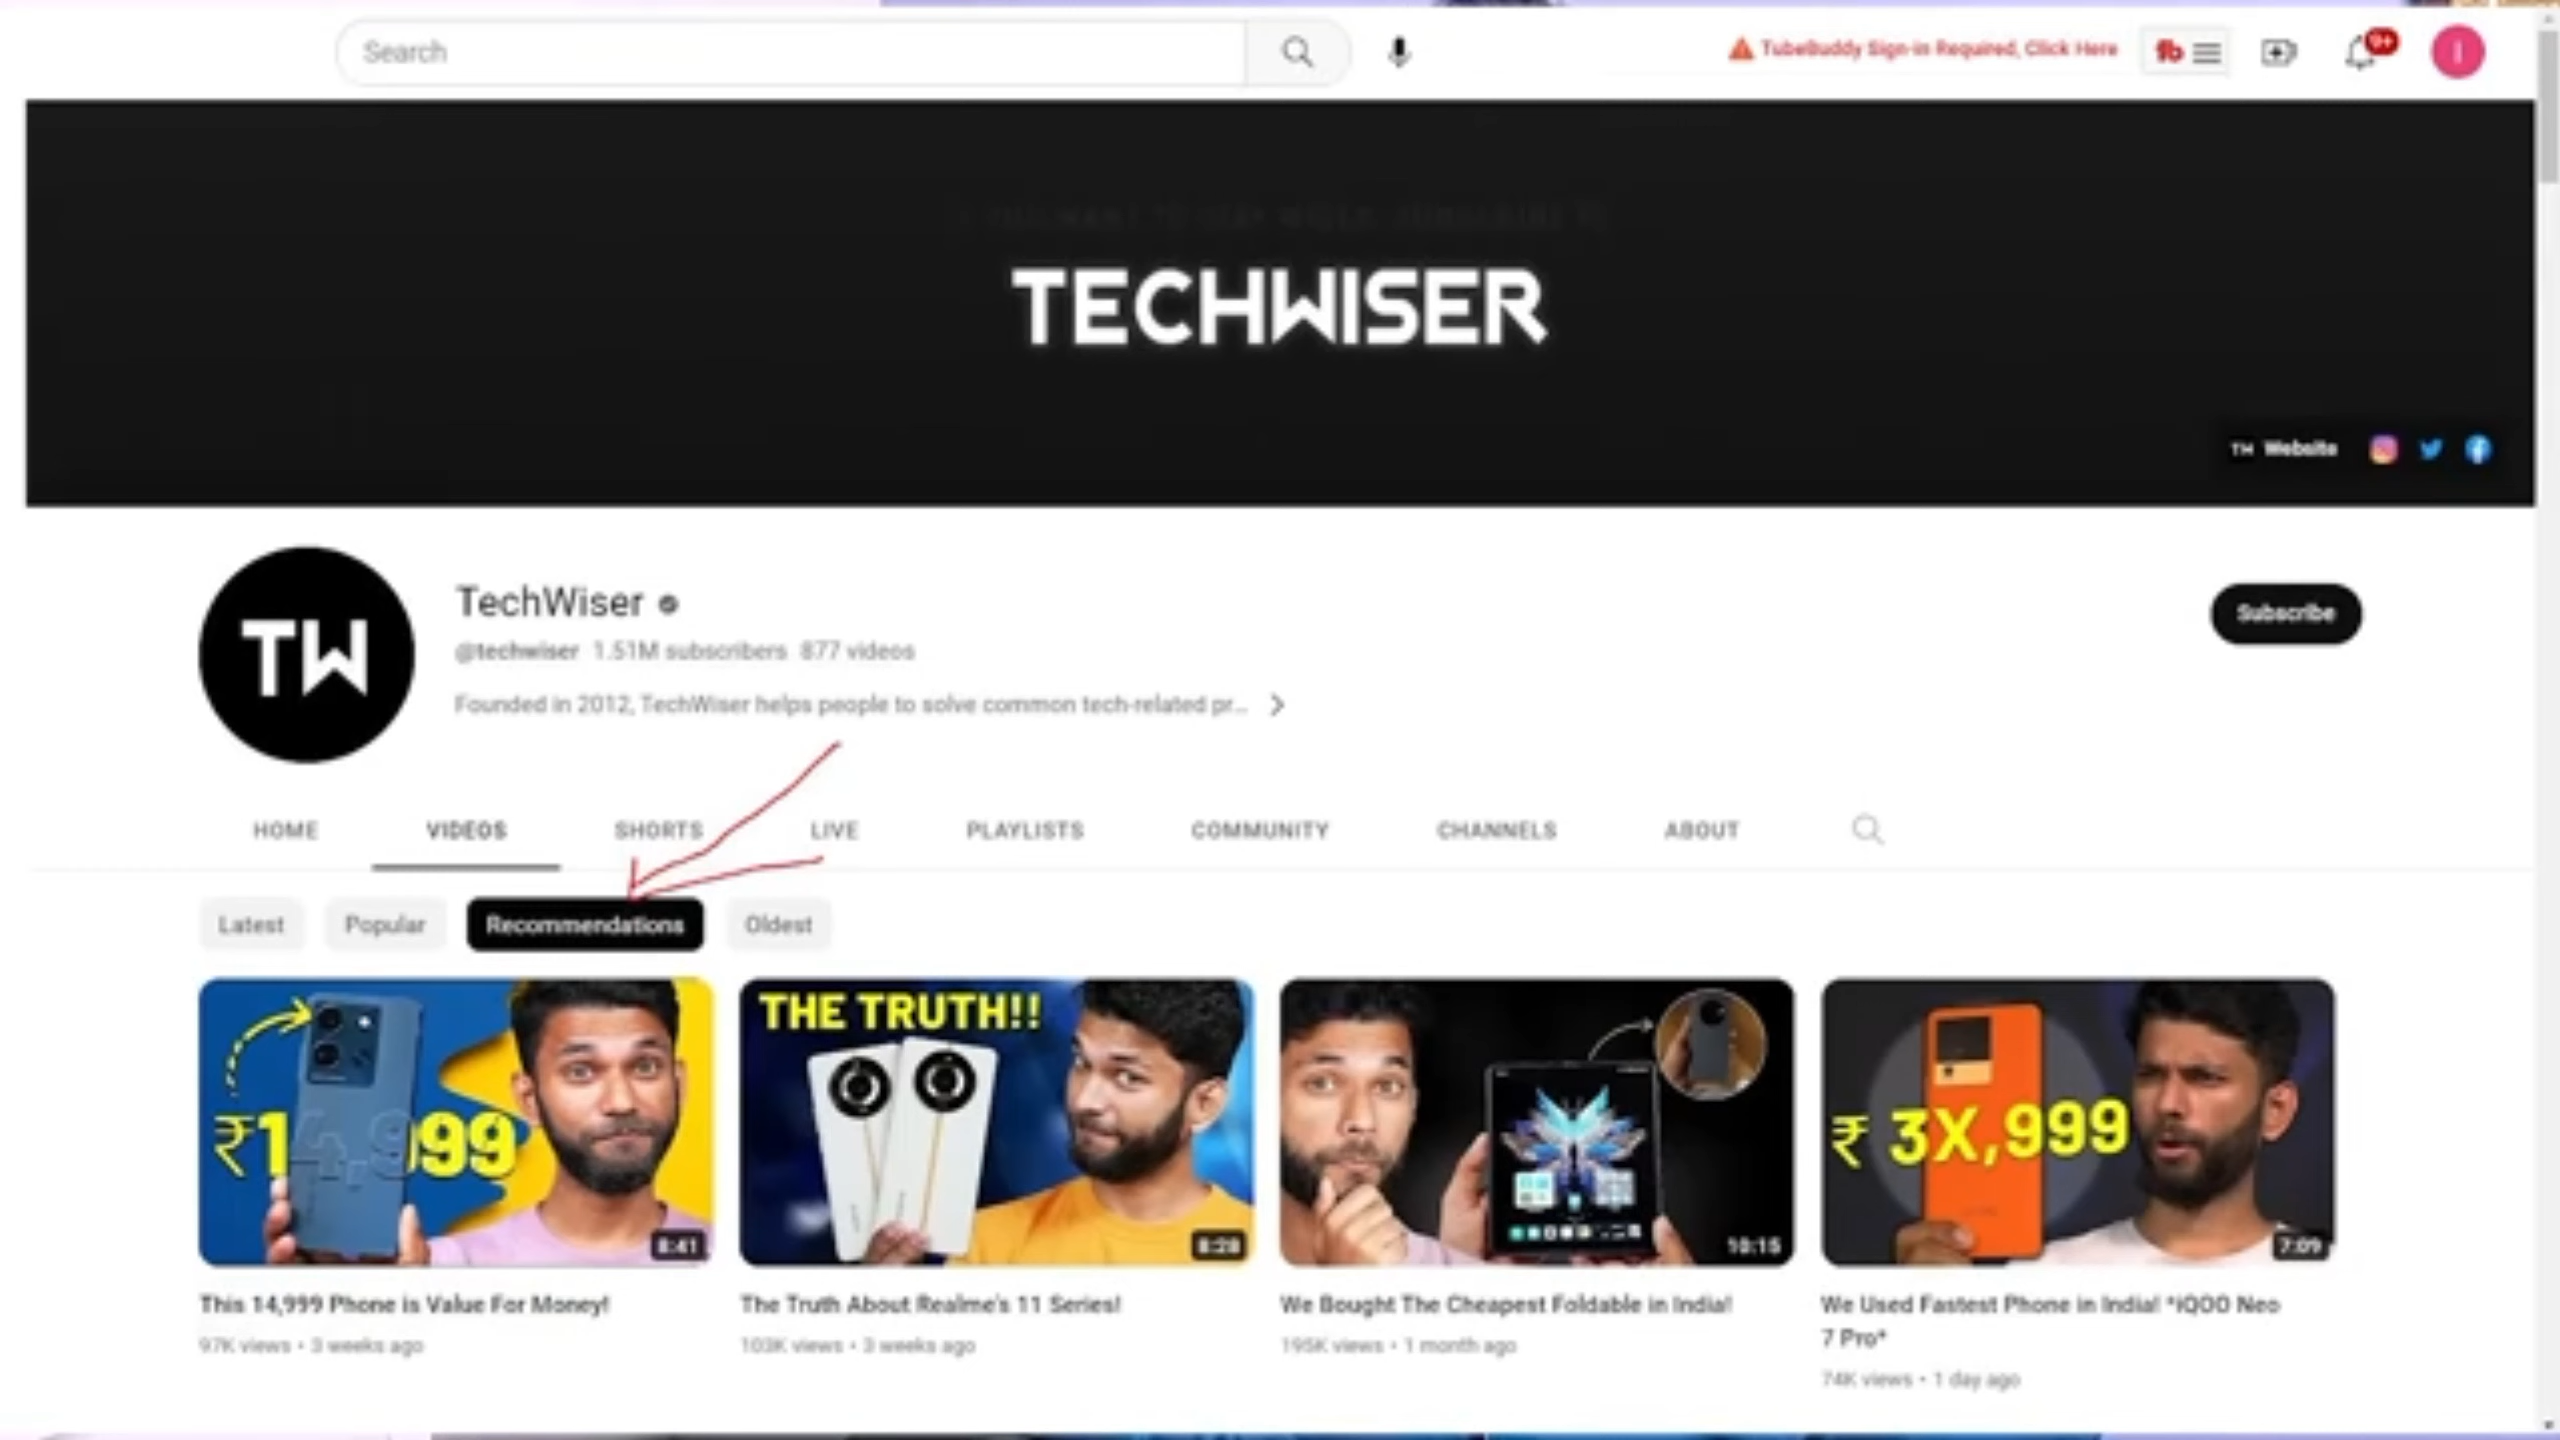 Search
TubeBuddy Sign-in Required, Click Here
tb
9+
I
TECHWISER
TW Website
TW
TechWiser
@techwiser 1.51M subscribers 877 videos
Subscribe
Founded in 2012, TechWiser helps people to solve common tech-related pr...
HOME VIDEOS SHORTS LIVE PLAYLISTS COMMUNITY CHANNELS ABOUT
Latest Popular Recommendations Oldest
₹14,999
8:41
THE TRUTH!!
8:28
10:15
₹ 3X,999
7:09
This 14,999 Phone is Value For Money!
97K views • 3 weeks ago
The Truth About Realme's 11 Series!
103K views • 3 weeks ago
We Bought The Cheapest Foldable in India!
195K views • 1 month ago
We Used Fastest Phone in India! *iQOO Neo
7 Pro*
74K views • 1 day ago